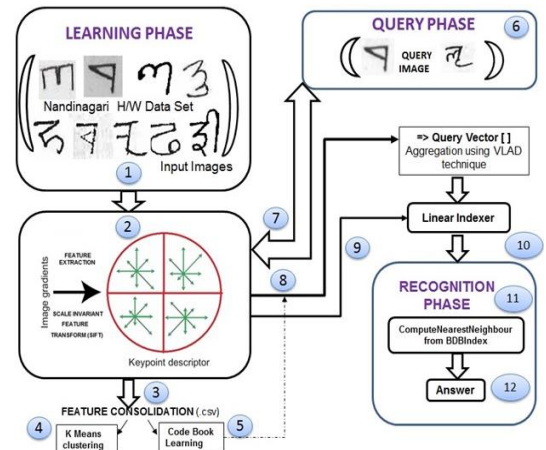 LEARNING PHASE
Nandinagari H/W Data Set
Input Images
1
QUERY PHASE
6
QUERY
IMAGE
2
FEATURE
EXTRACTION
Image gradients
SCALE INVARIANT
FEATURE
TRANSFORM (SIFT)
Keypoint descriptor
7
8
9
=> Query Vector [ ]
Aggregation using VLAD
technique
Linear Indexer
10
RECOGNITION
PHASE
11
ComputeNearestNeighbour
from BDBIndex
Answer
12
3
FEATURE CONSOLIDATION (.csv)
4
K Means
clustering
Code Book
Learning
5